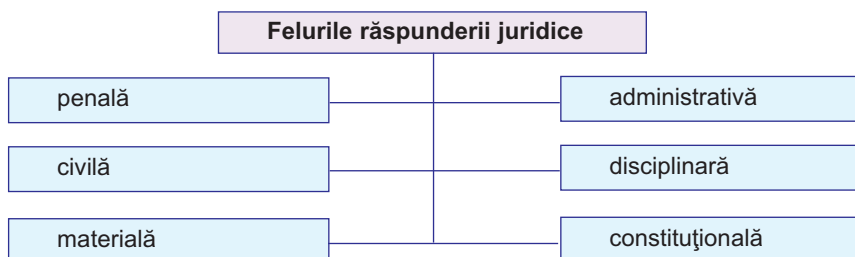 Felurile răspunderii juridice
penală
administrativă
civilă
disciplinară
materială
constituţională